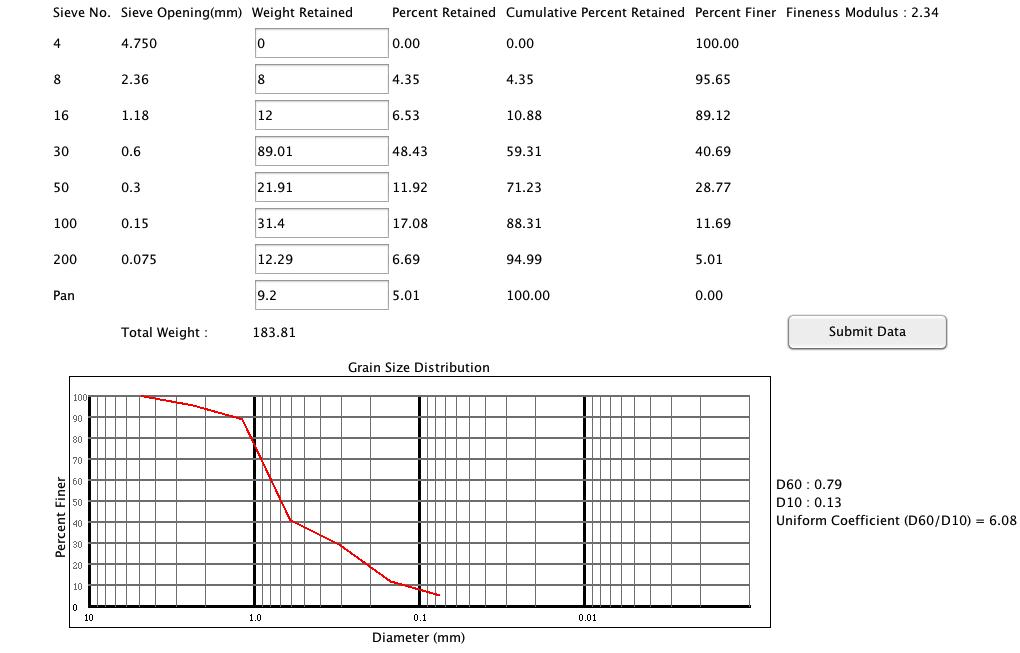 Sieve No. Sieve Opening(mm) Weight Retained Percent Retained Cumulative Percent Retained Percent Finer Fineness Modulus : 2.34
4 4.750 0 0.00 0.00 100.00
8 2.36 8 4.35 4.35 95.65
16 1.18 12 6.53 10.88 89.12
30 0.6 89.01 48.43 59.31 40.69
50 0.3 21.91 11.92 71.23 28.77
100 0.15 31.4 17.08 88.31 11.69
200 0.075 12.29 6.69 94.99 5.01
Pan 9.2 5.01 100.00 0.00
Total Weight : 183.81
Submit Data
Grain Size Distribution
100
90
80
70
60
50
40
30
20
10
0
Percent Finer
10 1.0 0.1 0.01
Diameter (mm)
D60 : 0.79
D10 : 0.13
Uniform Coefficient (D60/D10) = 6.08